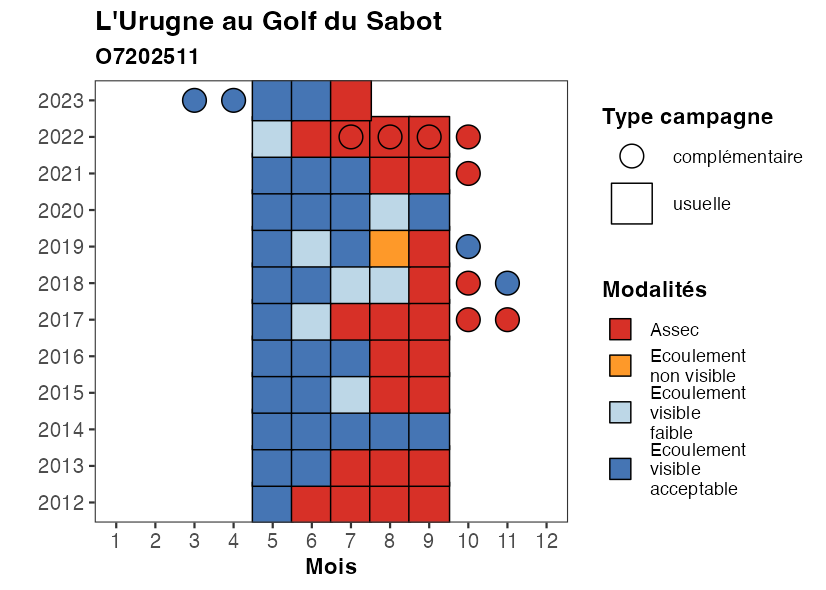 L'Urugne au Golf du Sabot
O7202511
2023
2022
2021
2020
2019
2018
2017
2016
2015
2014
2013
2012
1 2 3 4 5 6 7 8 9 10 11 12
Mois
Type campagne
complémentaire
usuelle
Modalités
Assec
Ecoulement
non visible
Ecoulement
visible
faible
Ecoulement
visible
acceptable